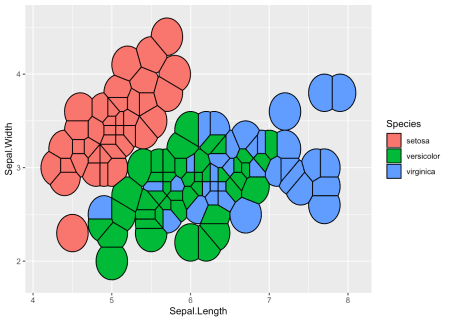 4
3
2
Sepal.Width
4
5
6
7
8
Sepal.Length
Species
setosa
versicolor
virginica